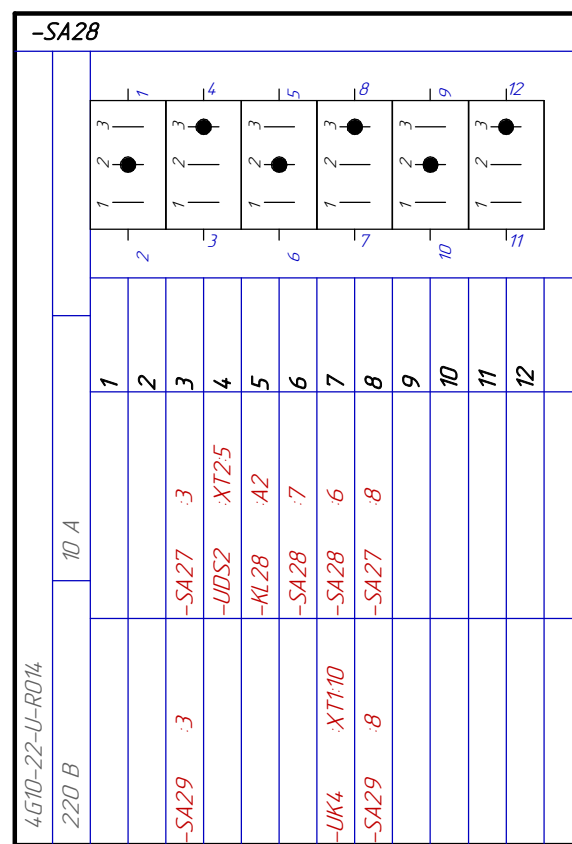 -SA28
1 4 5 8 9 12
3 3 3 3 3 3
2 2 2 2 2 2
1 1 1 1 1 1
2 3 6 7 10 11
1 2 3 4 5 6 7 8 9 10 11 12
4G10-22-U-R014
220 В
10 А
-SA27 :3
-SA29 :3
-UDS2 :XT2:5
-KL28 :A2
-SA28 :7
-SA28 :6
-UK4 :XT1:10
-SA27 :8
-SA29 :8